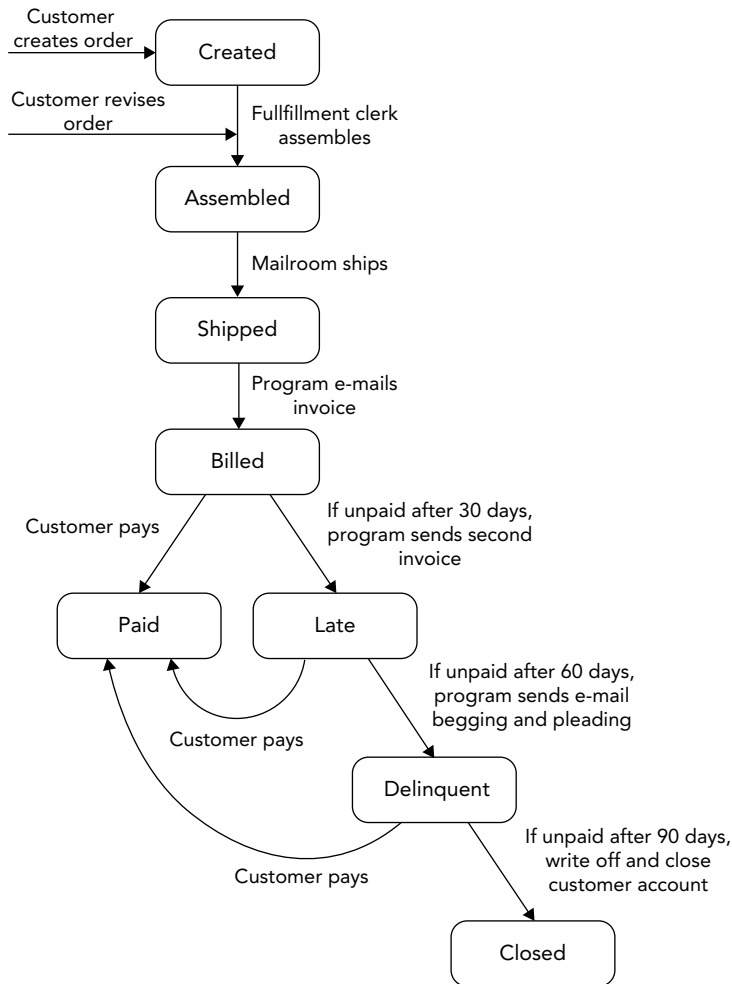 Customer
creates order
Created
Customer revises
order
Fullfillment clerk
assembles
Assembled
Mailroom ships
Shipped
Program e-mails
invoice
Billed
Customer pays
If unpaid after 30 days,
program sends second
invoice
Paid
Late
If unpaid after 60 days,
program sends e-mail
begging and pleading
Customer pays
Delinquent
If unpaid after 90 days,
write off and close
customer account
Customer pays
Closed